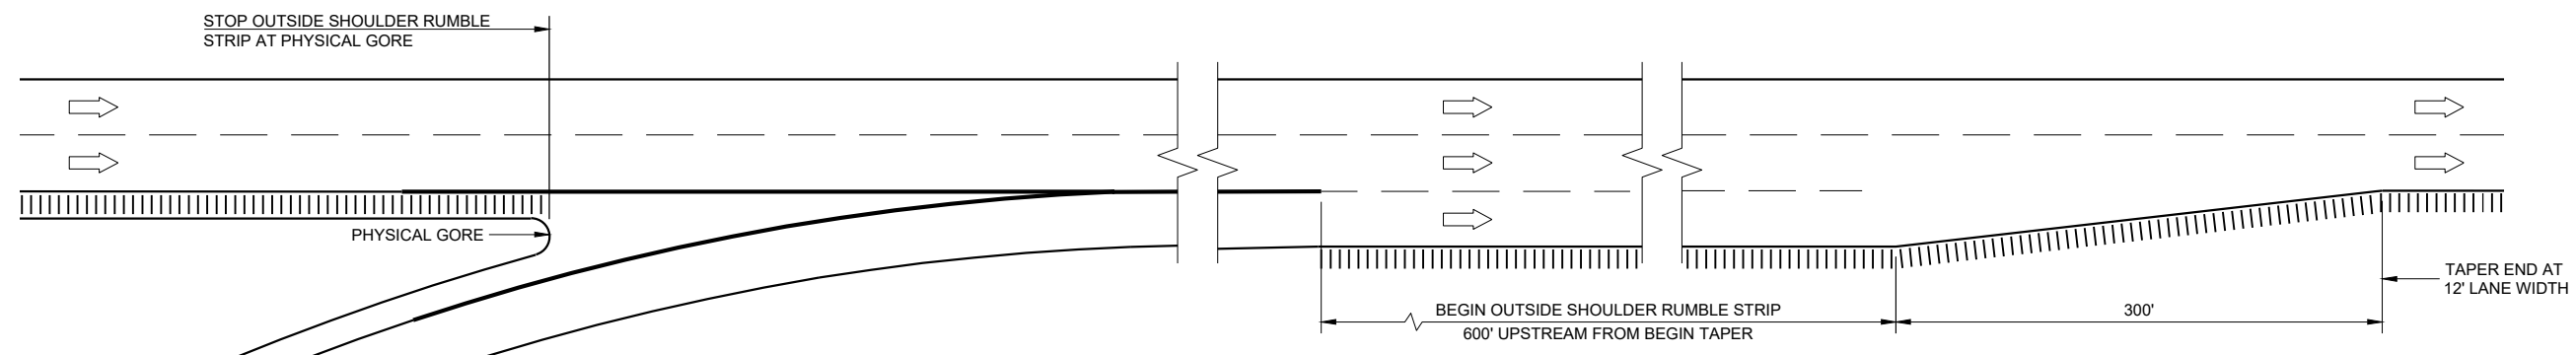 STOP OUTSIDE SHOULDER RUMBLE
STRIP AT PHYSICAL GORE
PHYSICAL GORE
BEGIN OUTSIDE SHOULDER RUMBLE STRIP
600' UPSTREAM FROM BEGIN TAPER
300'
TAPER END AT
12' LANE WIDTH